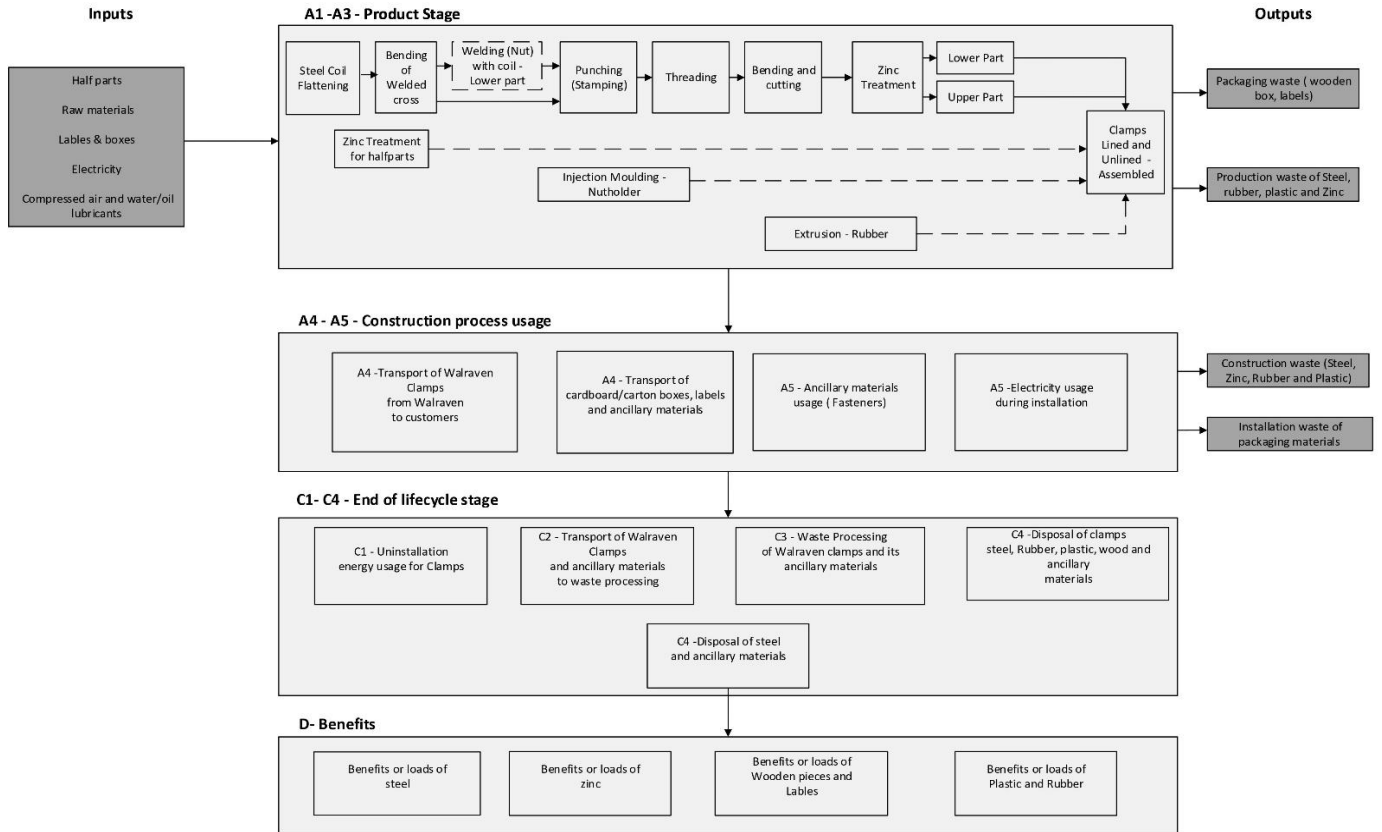 Inputs
A1 -A3 - Product Stage
Outputs
Half parts
Raw materials
Lables & boxes
Electricity
Compressed air and water/oil
lubricants
Steel Coil
Flattening
Bending
of
Welded
cross
Welding (Nut)
with coil -
Lower part
Punching
(Stamping)
Threading
Bending and
cutting
Zinc
Treatment
Lower Part
Upper Part
Clamps
Lined and
Unlined -
Assembled
Zinc Treatment
for halfparts
Injection Moulding -
Nutholder
Extrusion - Rubber
Packaging waste ( wooden
box, labels)
Production waste of Steel,
rubber, plastic and Zinc
A4 - A5 - Construction process usage
A4 -Transport of Walraven
Clamps
from Walraven
to customers
A4 - Transport of
cardboard/carton boxes, labels
and ancillary materials
A5 - Ancillary materials
usage ( Fasteners)
A5 -Electricity usage
during installation
Construction waste (Steel,
Zinc, Rubber and Plastic)
Installation waste of
packaging materials
C1- C4 - End of lifecycle stage
C1 - Uninstallation
energy usage for Clamps
C2 - Transport of Walraven
Clamps
and ancillary materials
to waste processing
C3 - Waste Processing
of Walraven clamps and its
ancillary materials
C4 -Disposal of clamps
steel, Rubber, plastic, wood and
ancillary
materials
C4 -Disposal of steel
and ancillary materials
D- Benefits
Benefits or loads of
steel
Benefits or loads of
zinc
Benefits or loads of
Wooden pieces and
Lables
Benefits or loads of
Plastic and Rubber